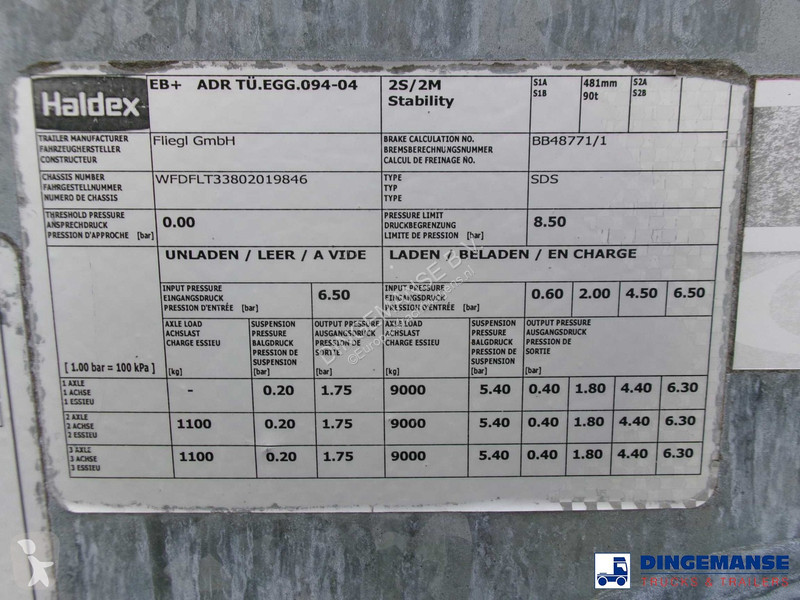 Haldex
EB+ ADR TÜ.EGG.094-04
2S/2M
Stability
S1A
S1B
481mm
90t
S2A
S2B
TRAILER MANUFACTURER
FAHRZEUGHERSTELLER
CONSTRUCTEUR
Fliegl GmbH
BRAKE CALCULATION NO.
BREMSBERECHNUNGSNUMMER
CALCUL DE FREINAGE NO.
BB48771/1
CHASSIS NUMBER
FAHRGESTELLNUMMER
NUMERO DE CHASSIS
WFDFLT33802019846
TYPE
TYP
TYPE
SDS
THRESHOLD PRESSURE
ANSPRECHDRUCK
PRESSION D'APPROCHE [bar]
0.00
PRESSURE LIMIT
DRUCKBEGRENZUNG
LIMITE DE PRESSION [bar]
8.50
UNLADEN / LEER / A VIDE
LADEN / BELADEN / EN CHARGE
INPUT PRESSURE
EINGANGSDRUCK
PRESSION D'ENTRÉE [bar]
6.50
INPUT PRESSURE
EINGANGSDRUCK
PRESSION D'ENTRÉE [bar]
0.60 2.00 4.50 6.50
[ 1.00 bar = 100 kPa ]
AXLE LOAD
ACHSLAST
CHARGE ESSIEU
[kg]
SUSPENSION
PRESSURE
BALGDRUCK
PRESSION DE
SUSPENSION
[bar]
OUTPUT PRESSURE
AUSGANGSDRUCK
PRESSION DE
SORTIE
[bar]
AXLE LOAD
ACHSLAST
CHARGE ESSIEU
[kg]
SUSPENSION
PRESSURE
BALGDRUCK
PRESSION DE
SUSPENSION
[bar]
OUTPUT PRESSURE
AUSGANGSDRUCK
PRESSION DE
SORTIE
[bar]
1 AXLE
1 ACHSE
1 ESSIEU
- 0.20 1.75 9000 5.40 0.40 1.80 4.40 6.30
2 AXLE
2 ACHSE
2 ESSIEU
1100 0.20 1.75 9000 5.40 0.40 1.80 4.40 6.30
3 AXLE
3 ACHSE
3 ESSIEU
1100 0.20 1.75 9000 5.40 0.40 1.80 4.40 6.30
DINGEMANSE B.V.
DINGEMANSE
TRUCKS & TRAILERS